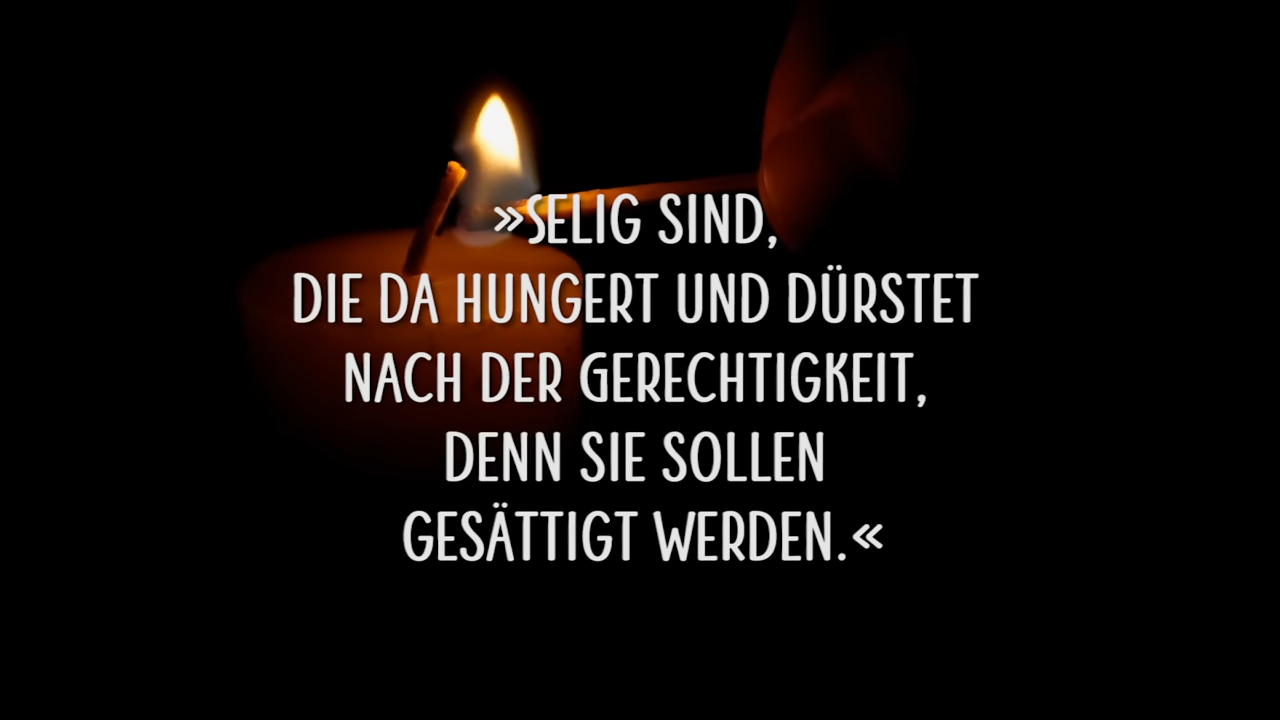 »SELIG SIND,
DIE DA HUNGERT UND DÜRSTET
NACH DER GERECHTIGKEIT,
DENN SIE SOLLEN
GESÄTTIGT WERDEN.«